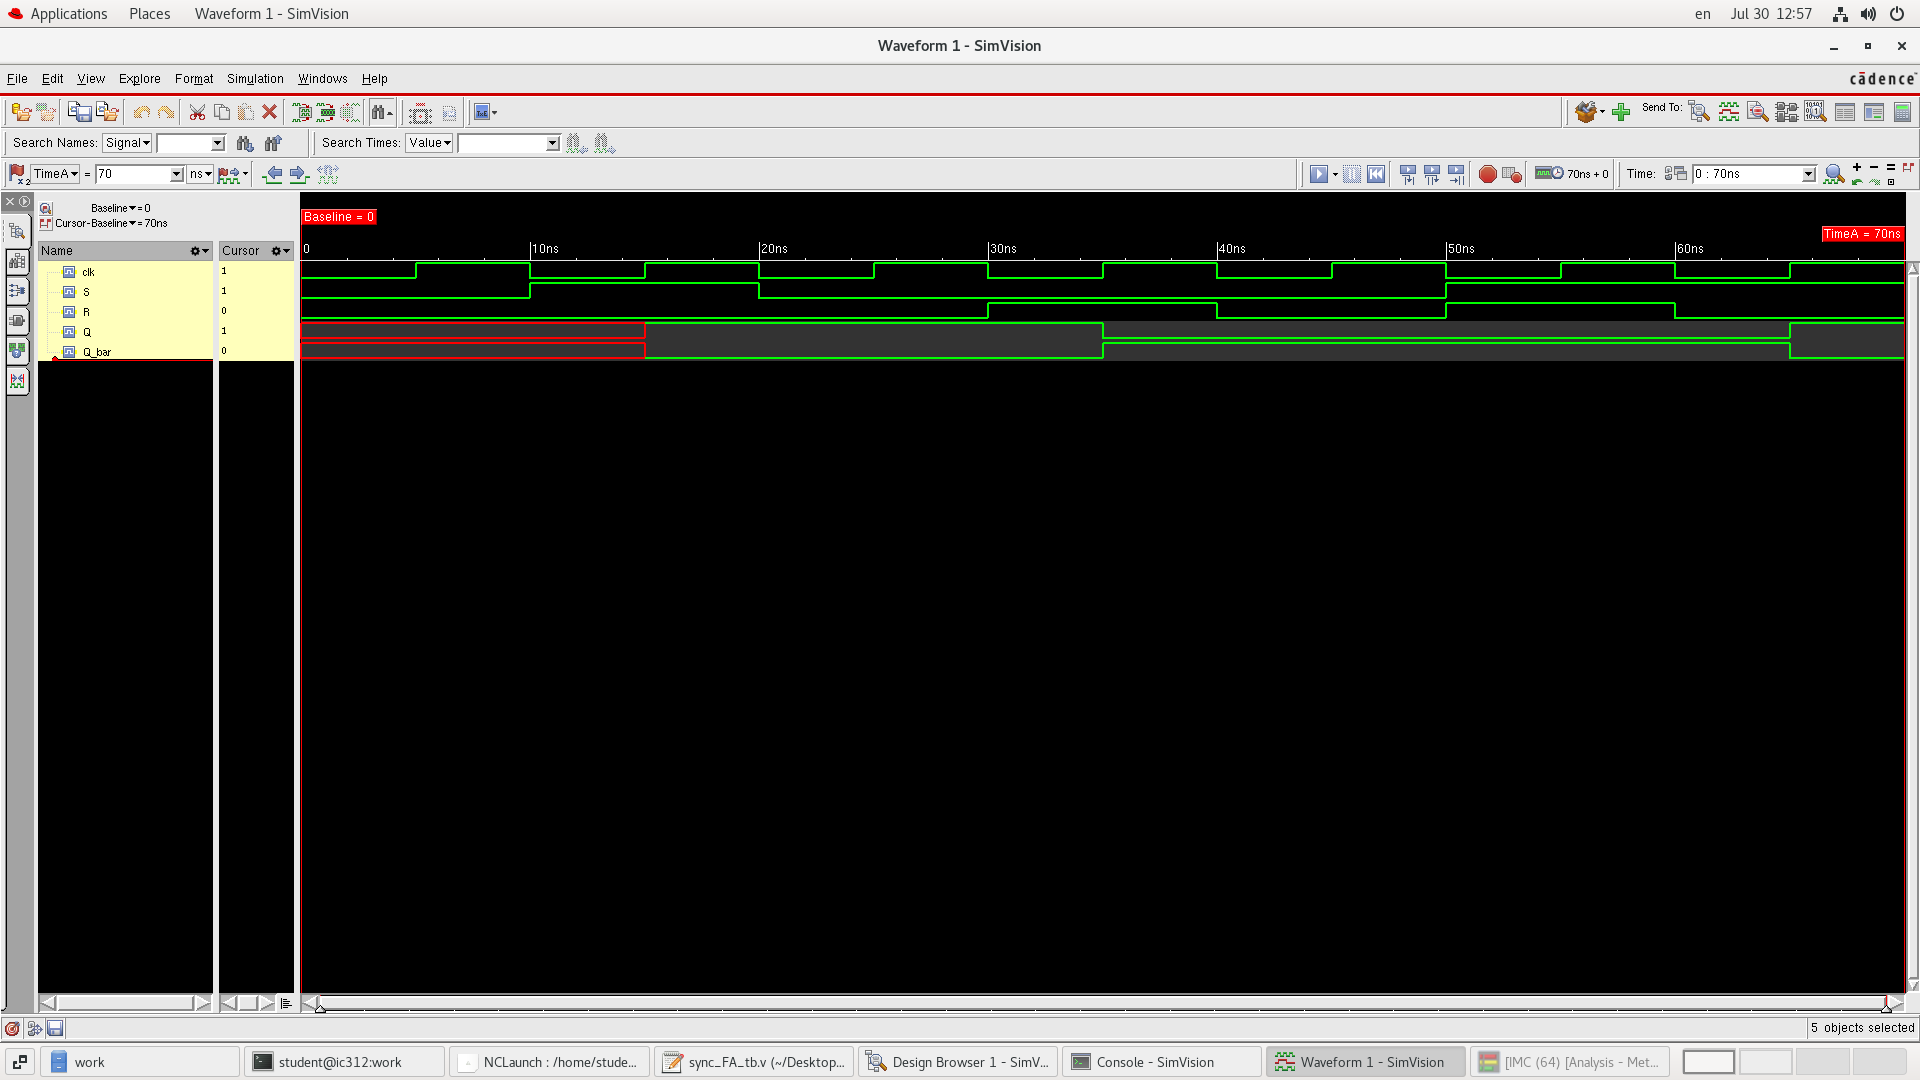 Applications Places Waveform 1 - SimVision en Jul 30 12:57
Waveform 1 - SimVision
File Edit View Explore Format Simulation Windows Help cādence
Send To:
Search Names: Signal Search Times: Value
TimeA = 70 ns 70ns + 0 Time: 0 : 70ns
Baseline = 0
Cursor-Baseline = 70ns
Baseline = 0
TimeA = 70ns
Name Cursor 0 10ns 20ns 30ns 40ns 50ns 60ns
clk 1
S 1
R 0
Q 1
Q_bar 0
5 objects selected
work student@ic312:work NCLaunch : /home/stude... sync_FA_tb.v (~/Desktop... Design Browser 1 - SimV... Console - SimVision Waveform 1 - SimVision [IMC (64) [Analysis - Met...